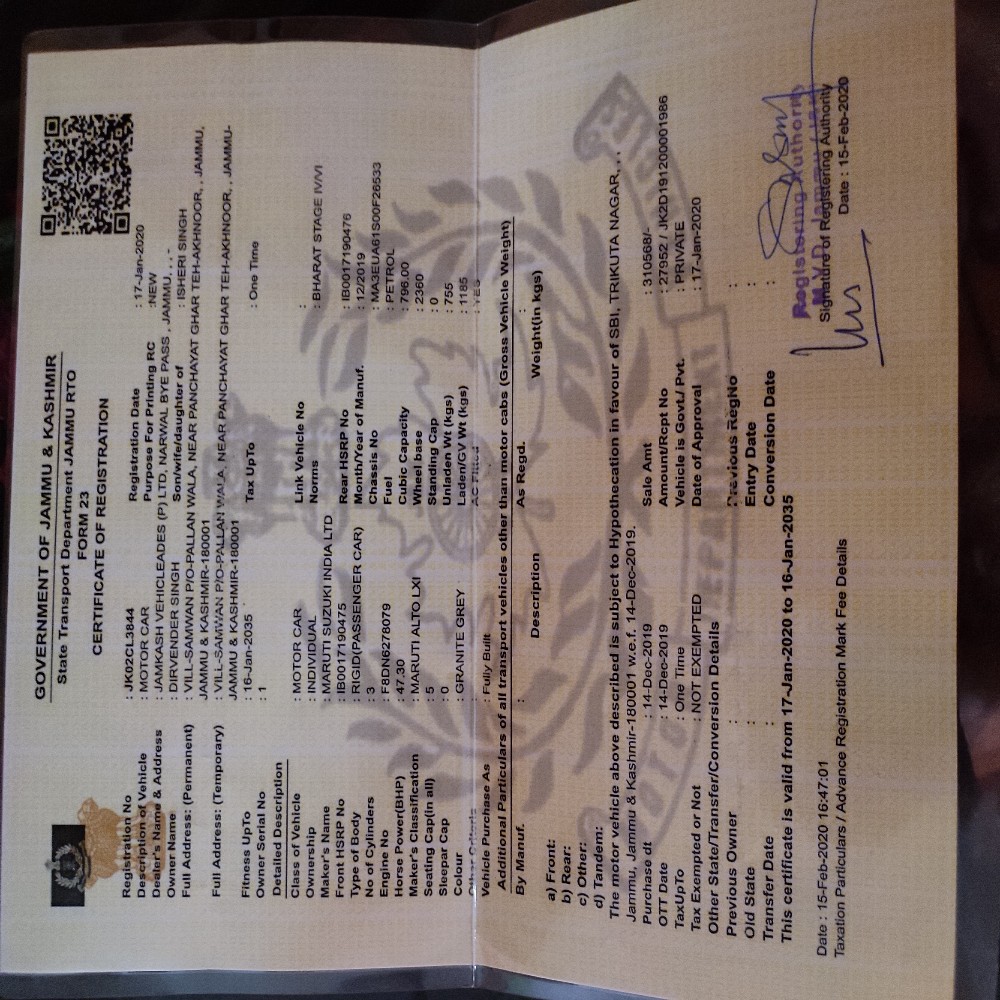 GOVERNMENT OF JAMMU & KASHMIR
State Transport Department JAMMU RTO
FORM 23
CERTIFICATE OF REGISTRATION
Registration No : JK02CL3844 Registration Date : 17-Jan-2020
Description of Vehicle : MOTOR CAR Purpose For Printing RC :NEW
Dealer's Name & Address : JAMKASH VEHICLEADES (P) LTD, NARWAL BYE PASS , JAMMU, , , -
Owner Name : DIRVENDER SINGH Son/wife/daughter of : ISHERI SINGH
Full Address: (Permanent) : VILL-SAMWAN P/O-PALLAN WALA, NEAR PANCHAYAT GHAR TEH-AKHNOOR, , JAMMU,
JAMMU & KASHMIR-180001
Full Address: (Temporary) : VILL-SAMWAN P/O-PALLAN WALA, NEAR PANCHAYAT GHAR TEH-AKHNOOR, , JAMMU-
JAMMU & KASHMIR-180001
Fitness UpTo : 16-Jan-2035 Tax UpTo : One Time
Owner Serial No : 1
Detailed Description
Class of Vehicle : MOTOR CAR Link Vehicle No :
Ownership : INDIVIDUAL Norms : BHARAT STAGE IV/VI
Maker's Name : MARUTI SUZUKI INDIA LTD
Front HSRP No : IB0017190475 Rear HSRP No : IB0017190476
Type of Body : RIGID(PASSENGER CAR) Month/Year of Manuf. : 12/2019
No of Cylinders : 3 Chassis No : MA3EUA61S00F26533
Engine No : F8DN6278079 Fuel : PETROL
Horse Power(BHP) : 47.30 Cubic Capacity : 796.00
Maker's Classification : MARUTI ALTO LXI Wheel base : 2360
Seating Cap(in all) : 5 Standing Cap : 0
Sleepar Cap : 0 Unladen Wt (kgs) : 755
Colour : GRANITE GREY Laden/GV Wt (kgs) : 1185
Other Criteria : AC Fitted : YES
Vehicle Purchase As : Fully Built
Additional Particulars of all transport vehicles other than motor cabs (Gross Vehicle Weight)
By Manuf. : Description As Regd. : Weight(in kgs)
a) Front:
b) Rear:
c) Other:
d) Tandem:
The motor vehicle above described is subject to Hypothecation in favour of SBI, TRIKUTA NAGAR, , , ,
Jammu, Jammu & Kashmir-180001 w.e.f. 14-Dec-2019.
Purchase dt : 14-Dec-2019 Sale Amt : 310568/-
OTT Date : 14-Dec-2019 Amount/Rcpt No : 27952 / JK2D191200001986
TaxUpTo : One Time Vehicle is Govt./ Pvt. : PRIVATE
Tax Exempted or Not : NOT EXEMPTED Date of Approval : 17-Jan-2020
Other State/Transfer/Conversion Details
Previous Owner : Previous RegNo :
Old State : Entry Date :
Transfer Date : Conversion Date :
This certificate is valid from 17-Jan-2020 to 16-Jan-2035
Registering Authority
Signature of Registering Authority
Date : 15-Feb-2020 16:47:01 Date : 15-Feb-2020
Taxation Particulars / Advance Registration Mark Fee Details